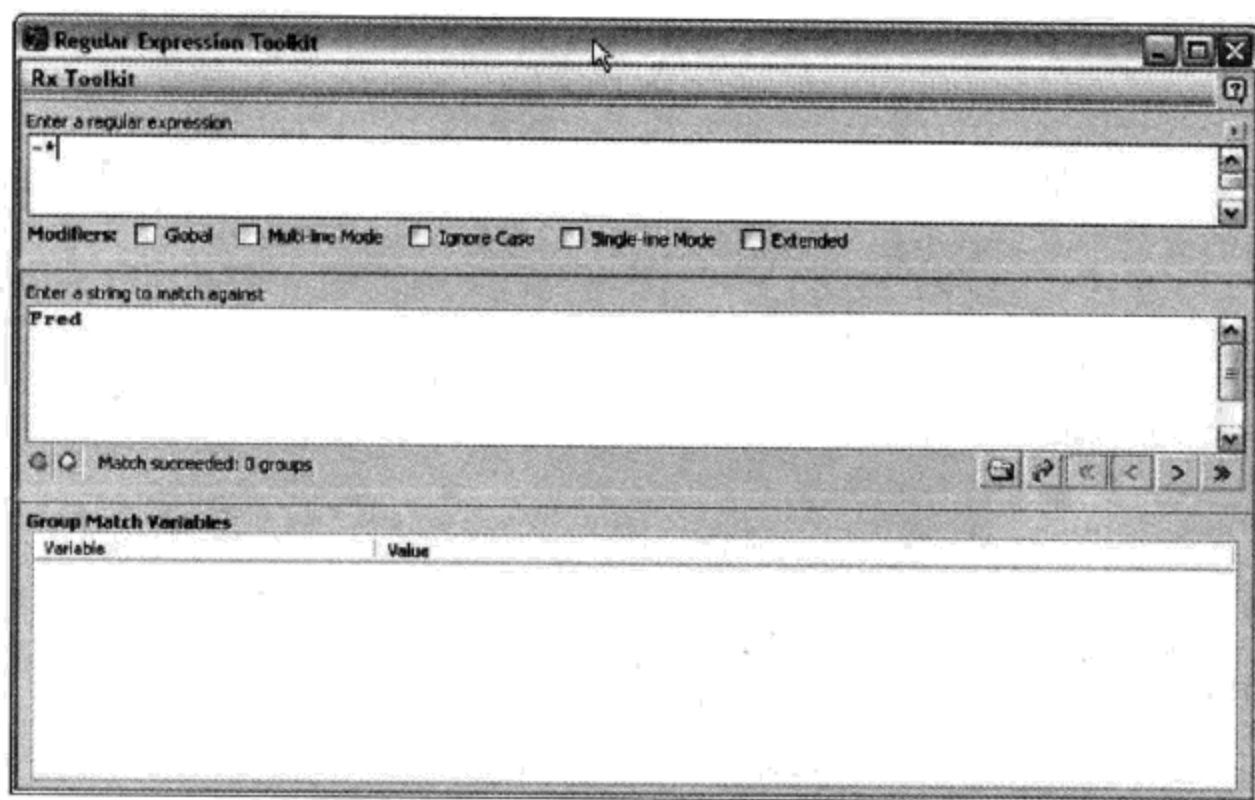 Regular Expression Toolkit
Rx Toolkit
Enter a regular expression
-*
Modifiers: Global Multi-line Mode Ignore Case Single-line Mode Extended
Enter a string to match against
Fred
Match succeeded: 0 groups
Group Match Variables
Variable Value